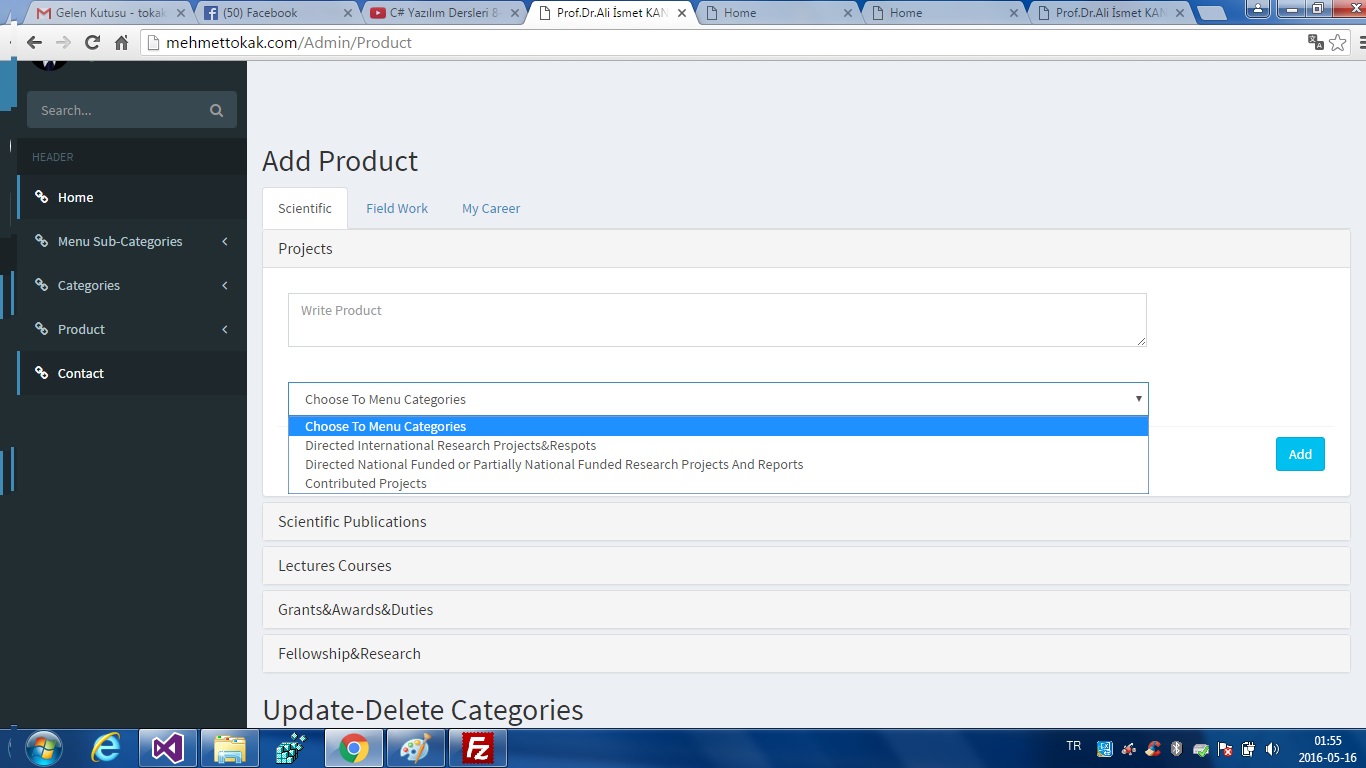 Gelen Kutusu - tokak
(50) Facebook
C# Yazılım Dersleri 8-
Prof.Dr.Ali İsmet KAN
Home
Home
Prof.Dr.Ali İsmet KAN
mehmettokak.com/Admin/Product
Search...
HEADER
Home
Menu Sub-Categories
Categories
Product
Contact
Add Product
Scientific
Field Work
My Career
Projects
Write Product
Choose To Menu Categories
Choose To Menu Categories
Directed International Research Projects&Respots
Directed National Funded or Partially National Funded Research Projects And Reports
Contributed Projects
Add
Scientific Publications
Lectures Courses
Grants&Awards&Duties
Fellowship&Research
Update-Delete Categories
TR
01:55
2016-05-16